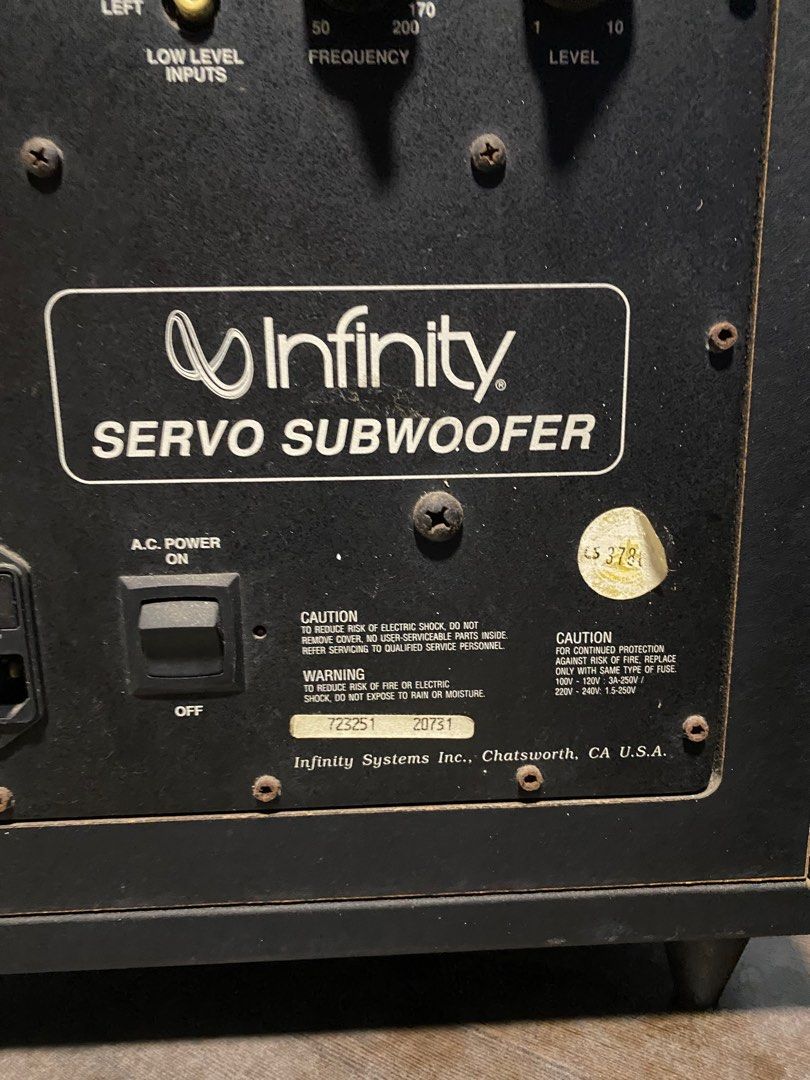 LEFT
170
50 200
1 10
LOW LEVEL
INPUTS
FREQUENCY
LEVEL
Infinity®
SERVO SUBWOOFER
A.C. POWER
ON
OFF
CAUTION
TO REDUCE RISK OF ELECTRIC SHOCK, DO NOT
REMOVE COVER, NO USER-SERVICEABLE PARTS INSIDE.
REFER SERVICING TO QUALIFIED SERVICE PERSONNEL.
WARNING
TO REDUCE RISK OF FIRE OR ELECTRIC
SHOCK, DO NOT EXPOSE TO RAIN OR MOISTURE.
CAUTION
FOR CONTINUED PROTECTION
AGAINST RISK OF FIRE, REPLACE
ONLY WITH SAME TYPE OF FUSE.
100V - 120V : 3A-250V /
220V - 240V: 1.5-250V
723251 20731
Infinity Systems Inc., Chatsworth, CA U.S.A.